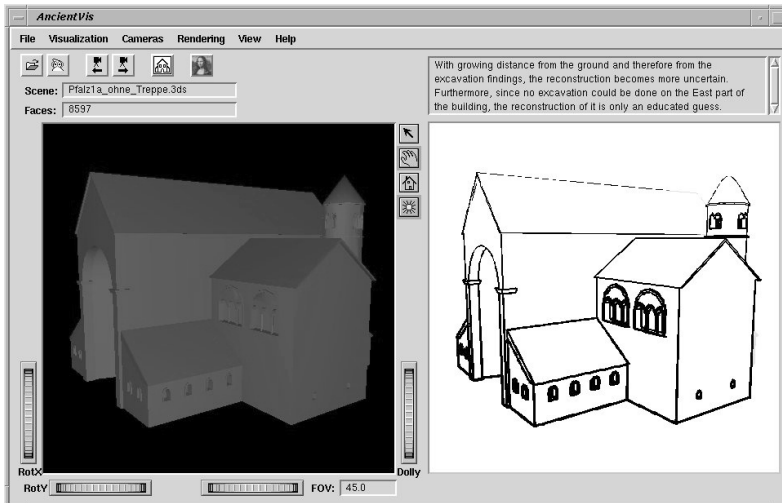 AncientVis
File Visualization Cameras Rendering View Help
Scene: Pfalz1a_ohne_Treppe.3ds
Faces: 8597
With growing distance from the ground and therefore from the
excavation findings, the reconstruction becomes more uncertain.
Furthermore, since no excavation could be done on the East part of
the building, the reconstruction of it is only an educated guess.
RotX
Dolly
RotY
FOV: 45.0